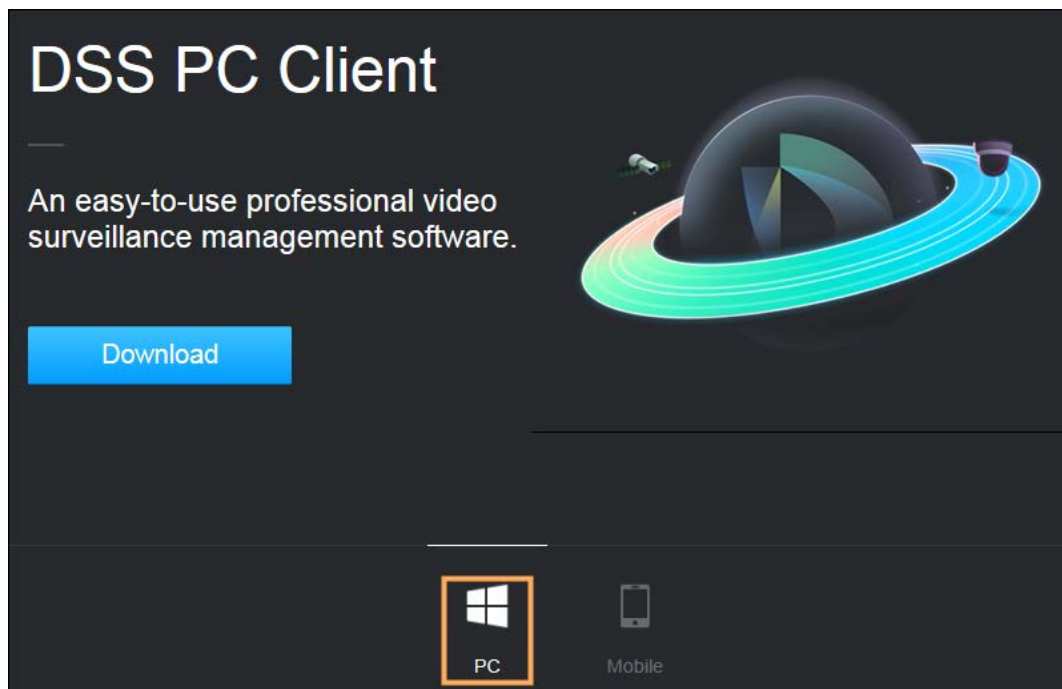 DSS PC Client
An easy-to-use professional video
surveillance management software.
Download
PC
Mobile